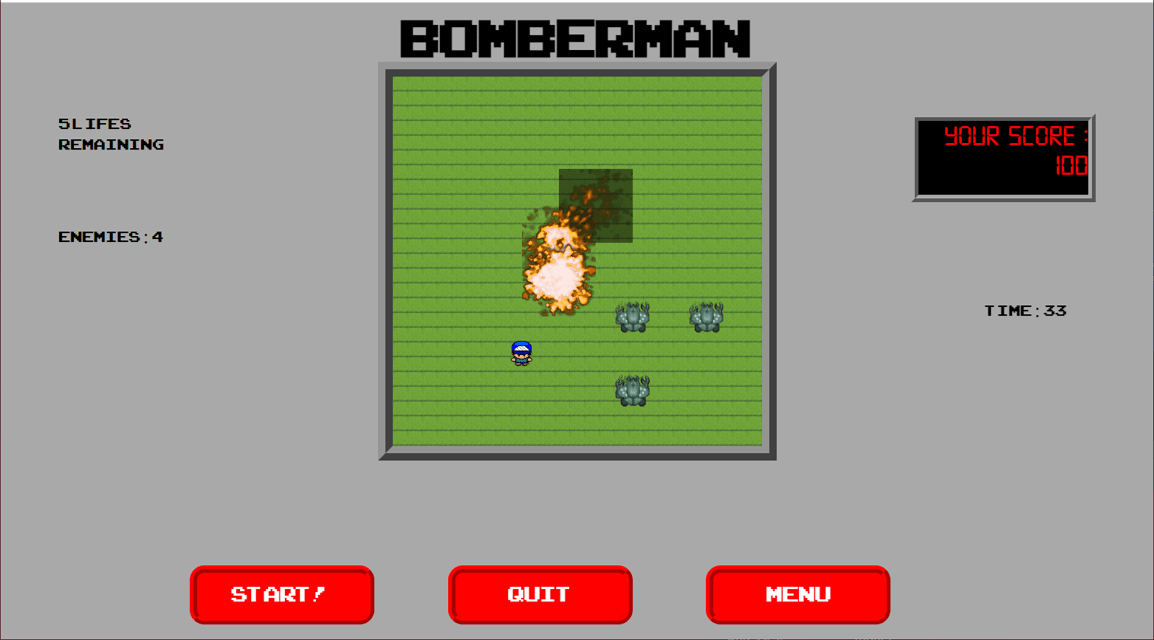 BOMBERMAN
5LIFES
REMAINING
YOUR SCORE :
100
ENEMIES:4
TIME:33
START!
QUIT
MENU